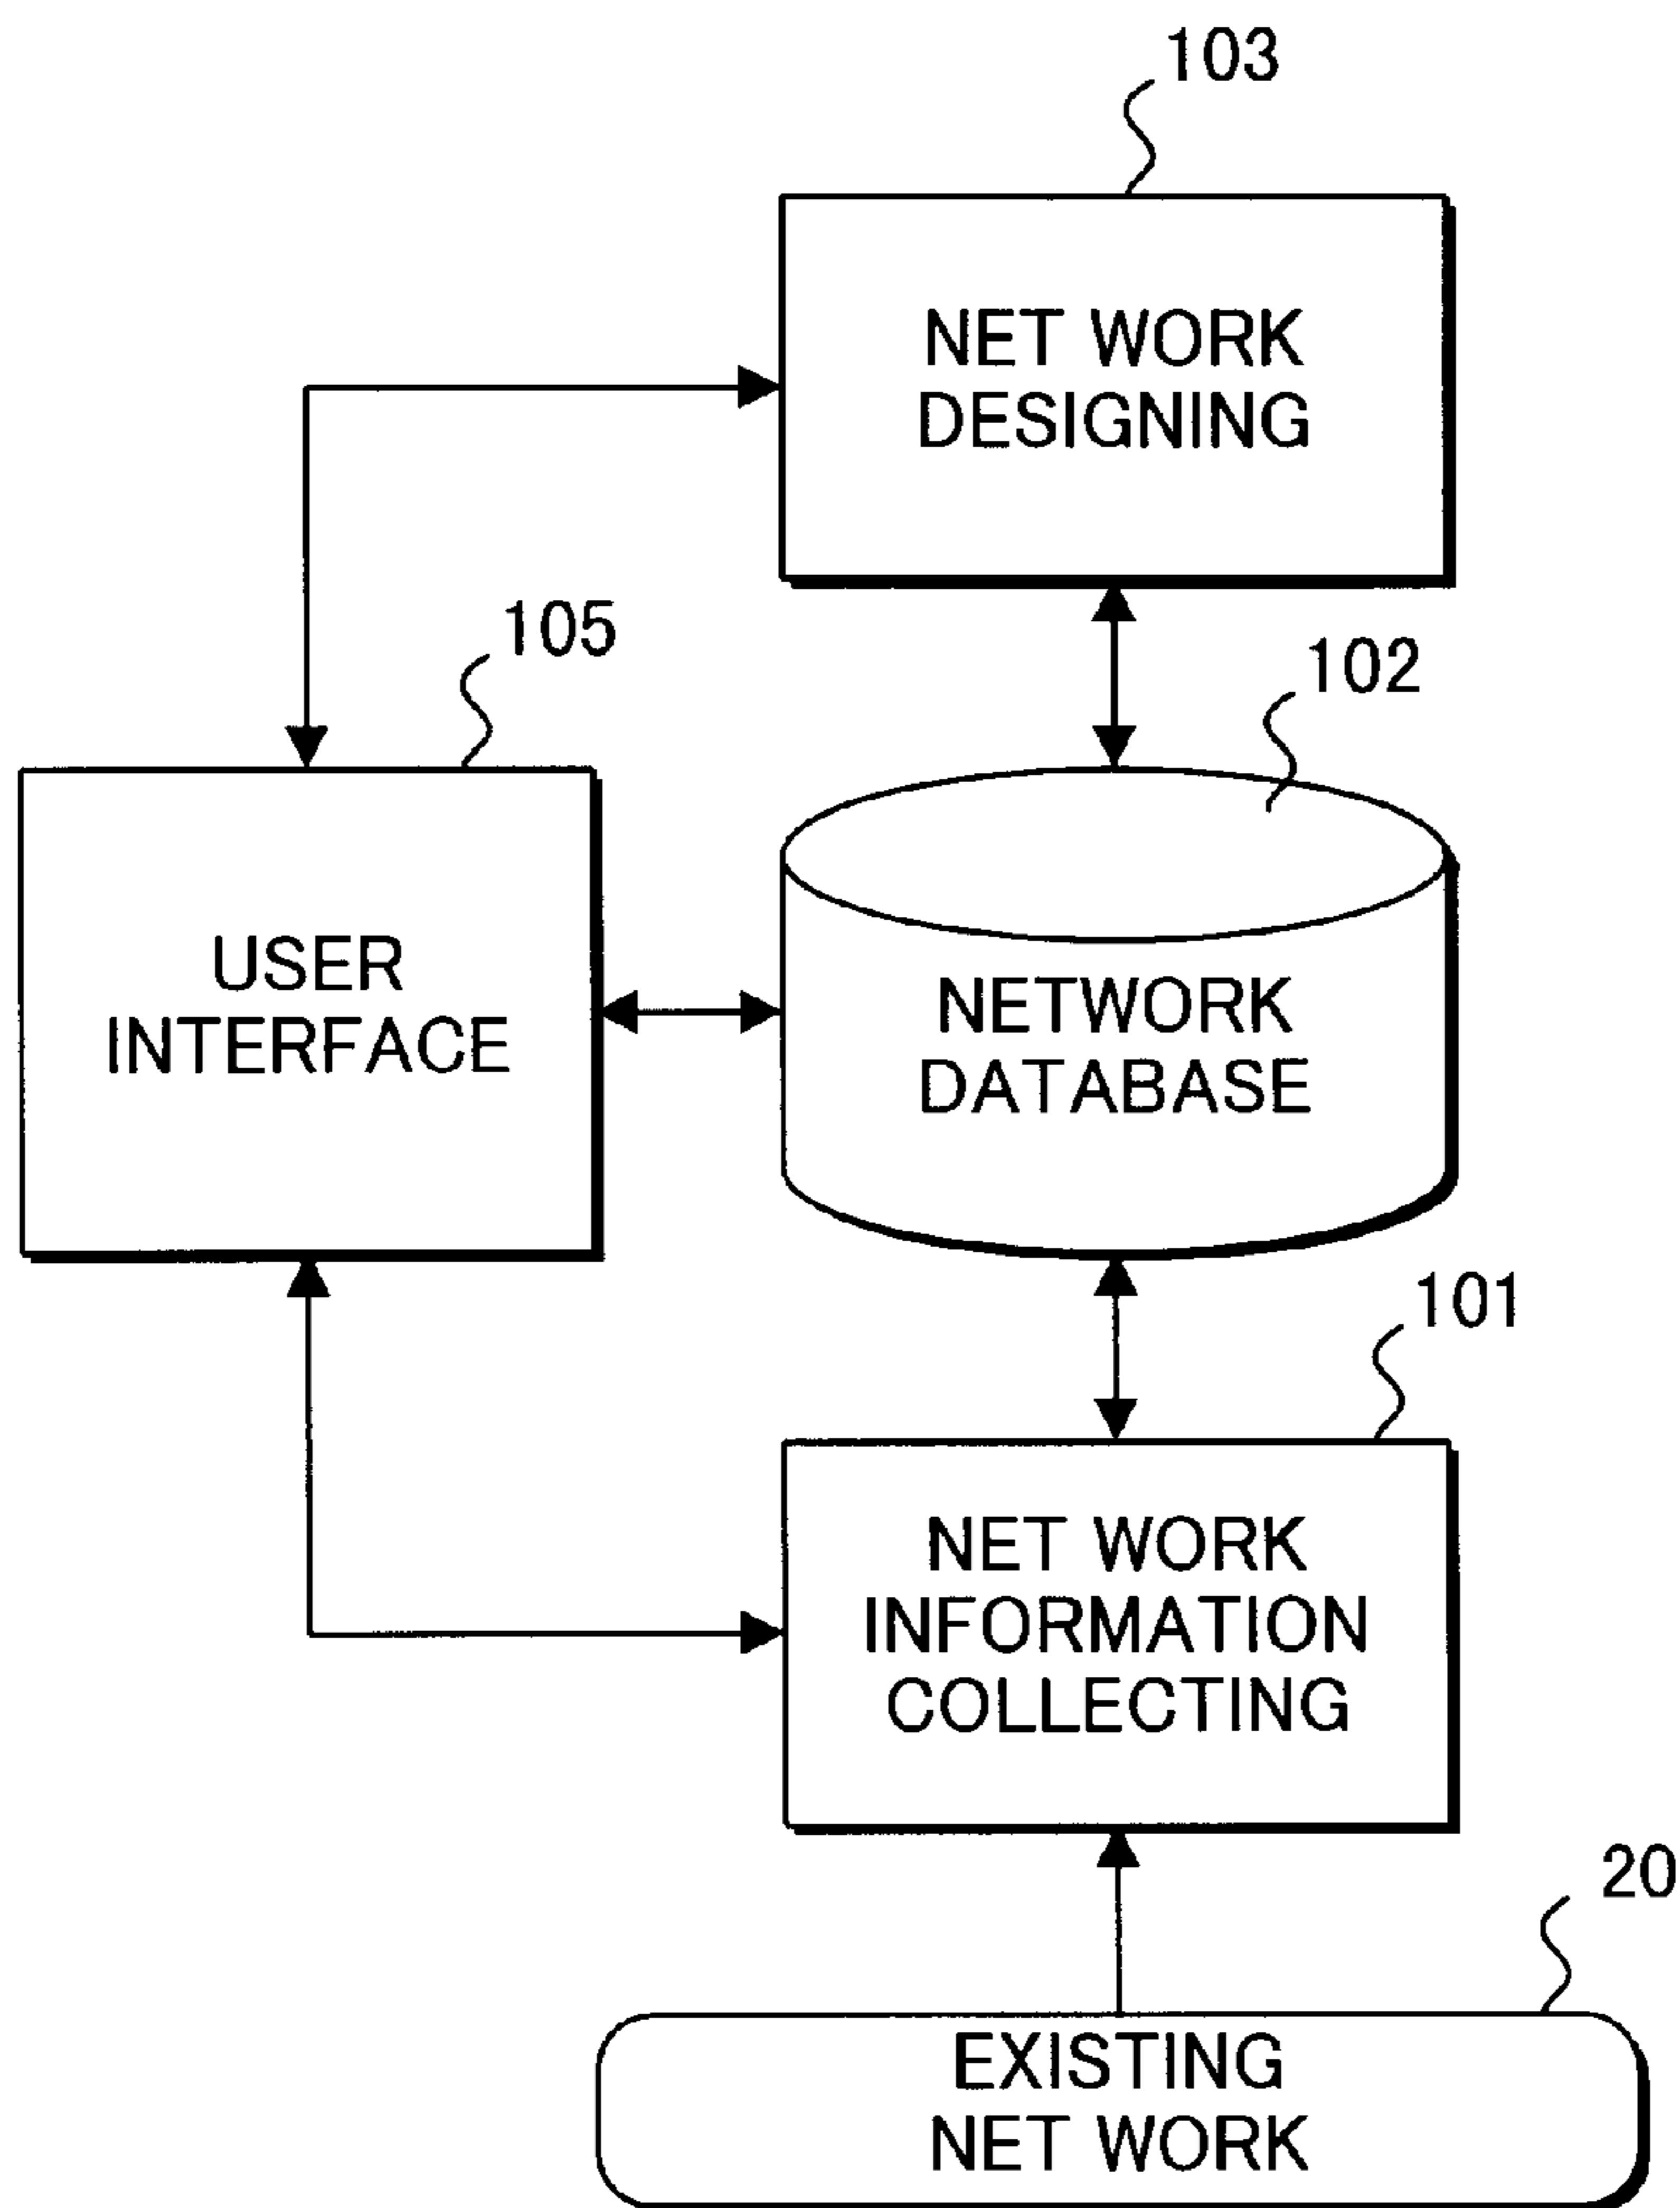 103
NET WORK
DESIGNING
105
102
USER
INTERFACE
NETWORK
DATABASE
101
NET WORK
INFORMATION
COLLECTING
20
EXISTING
NET WORK